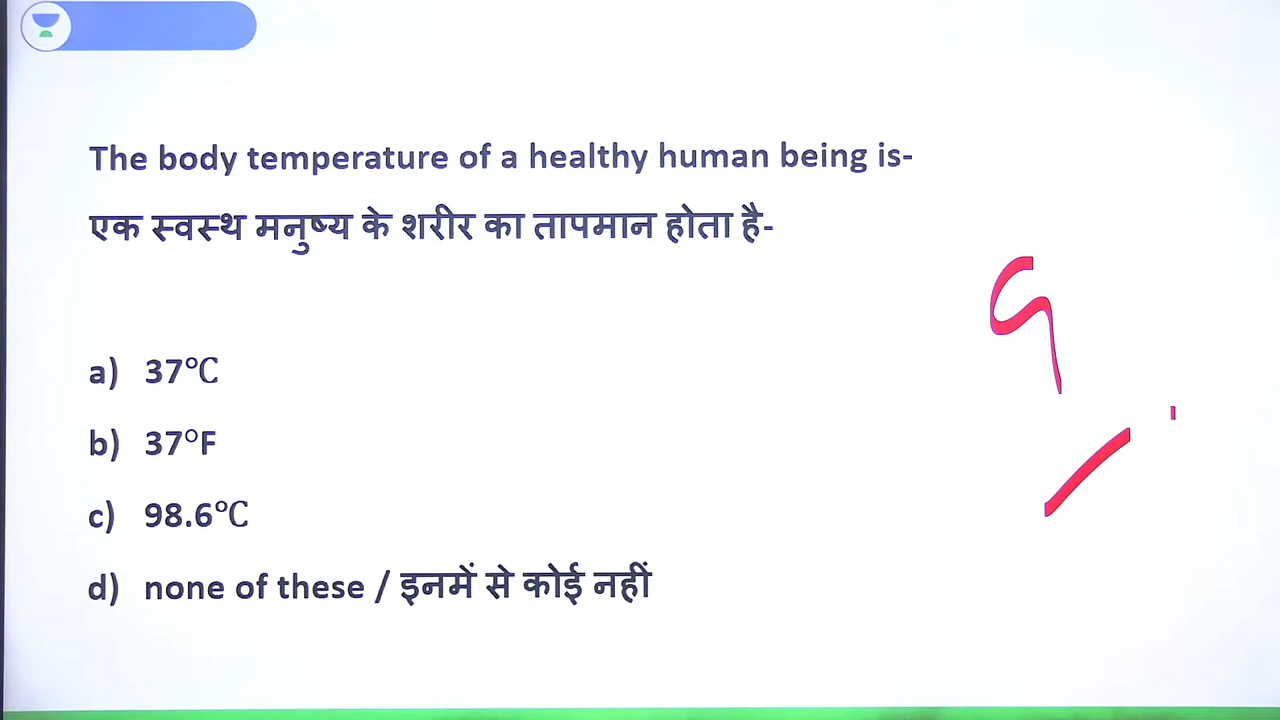 The body temperature of a healthy human being is-
एक स्वस्थ मनुष्य के शरीर का तापमान होता है-
a) 37°C
b) 37°F
c) 98.6°C
d) none of these / इनमें से कोई नहीं